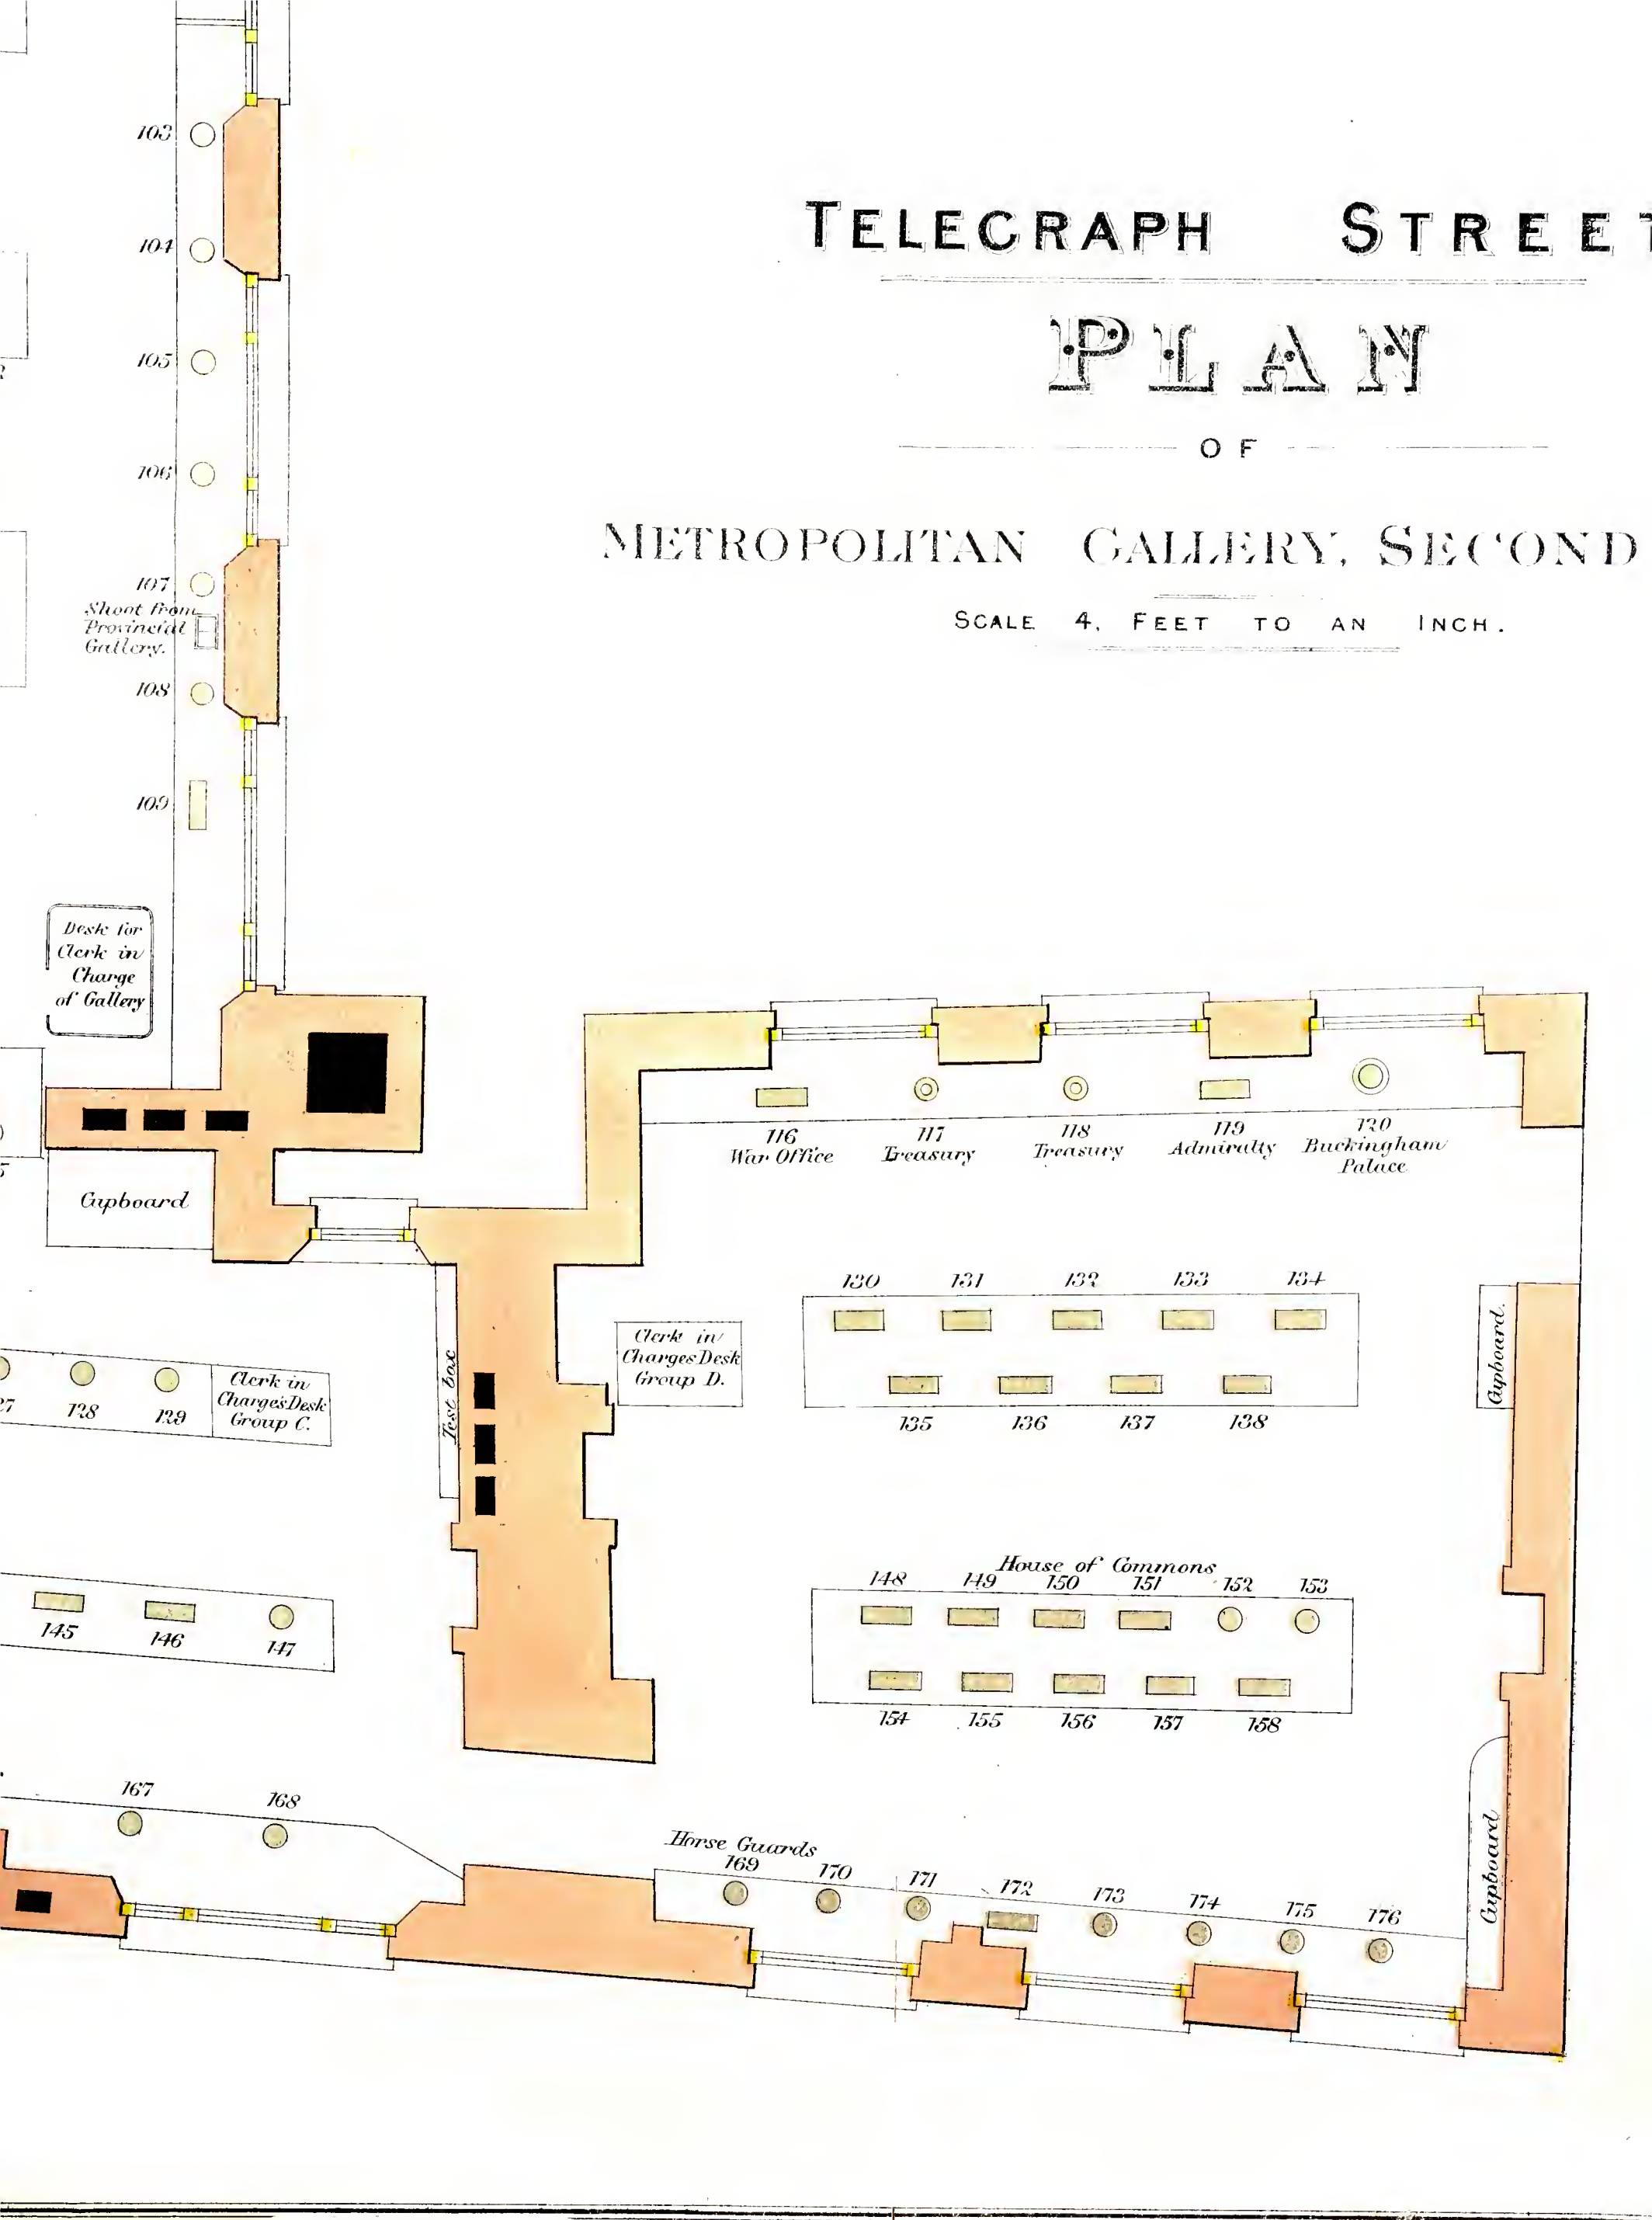 TELEGRAPH STREET
PLAN
OF
METROPOLITAN GALLERY, SECOND
SCALE 4. FEET TO AN INCH.
103
104
105
106
107
Shoot from
Provincial
Gallery.
108
109
Desk for
Clerk in
Charge
of Gallery
Cupboard
116
War Office
117
Treasury
118
Treasury
119
Admiralty
120
Buckingham
Palace
130 131 132 133 134
135 136 137 138
Clerk in
Charges Desk
Group D.
Cupboard.
Test box
128 129
Clerk in
Charge's Desk
Group C.
House of Commons
148 149 150 151 152 153
154 155 156 157 158
145 146 147
167 168
Horse Guards
169 170 171 172 173 174 175 176
Cupboard